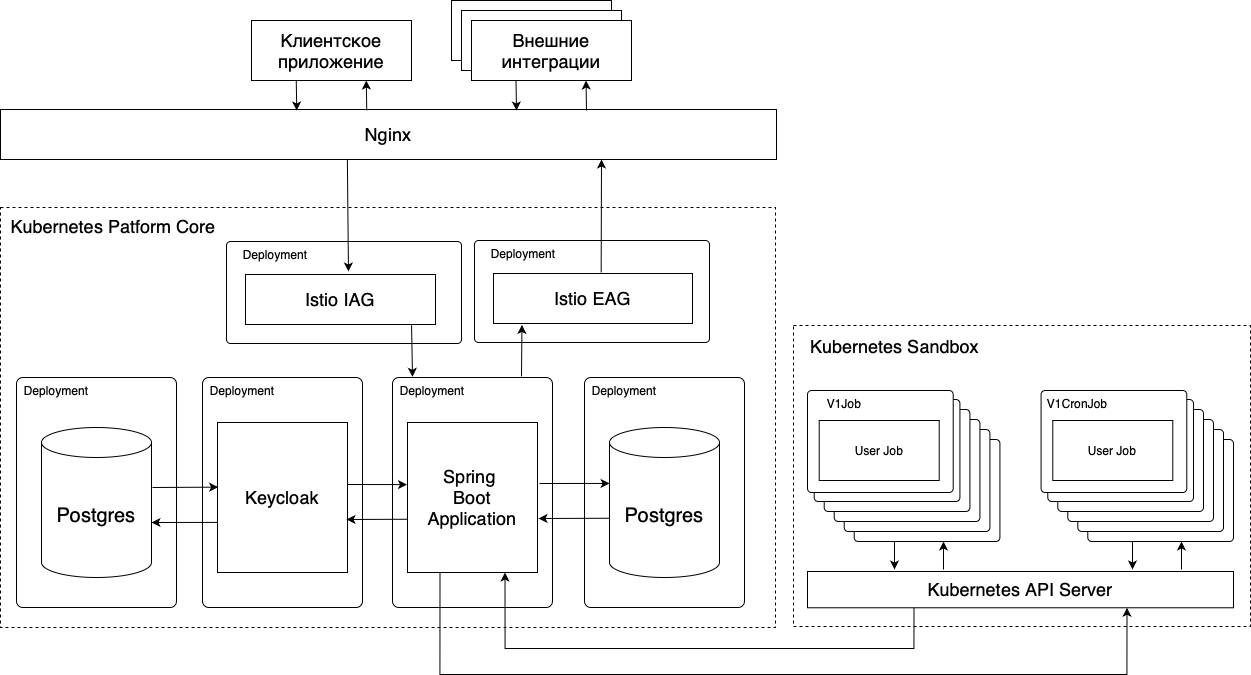 Клиентское
приложение
Внешние
интеграции
Nginx
Kubernetes Patform Core
Deployment
Istio IAG
Deployment
Istio EAG
Deployment
Postgres
Deployment
Keycloak
Deployment
Spring
Boot
Application
Deployment
Postgres
Kubernetes Sandbox
V1Job
User Job
V1CronJob
User Job
Kubernetes API Server